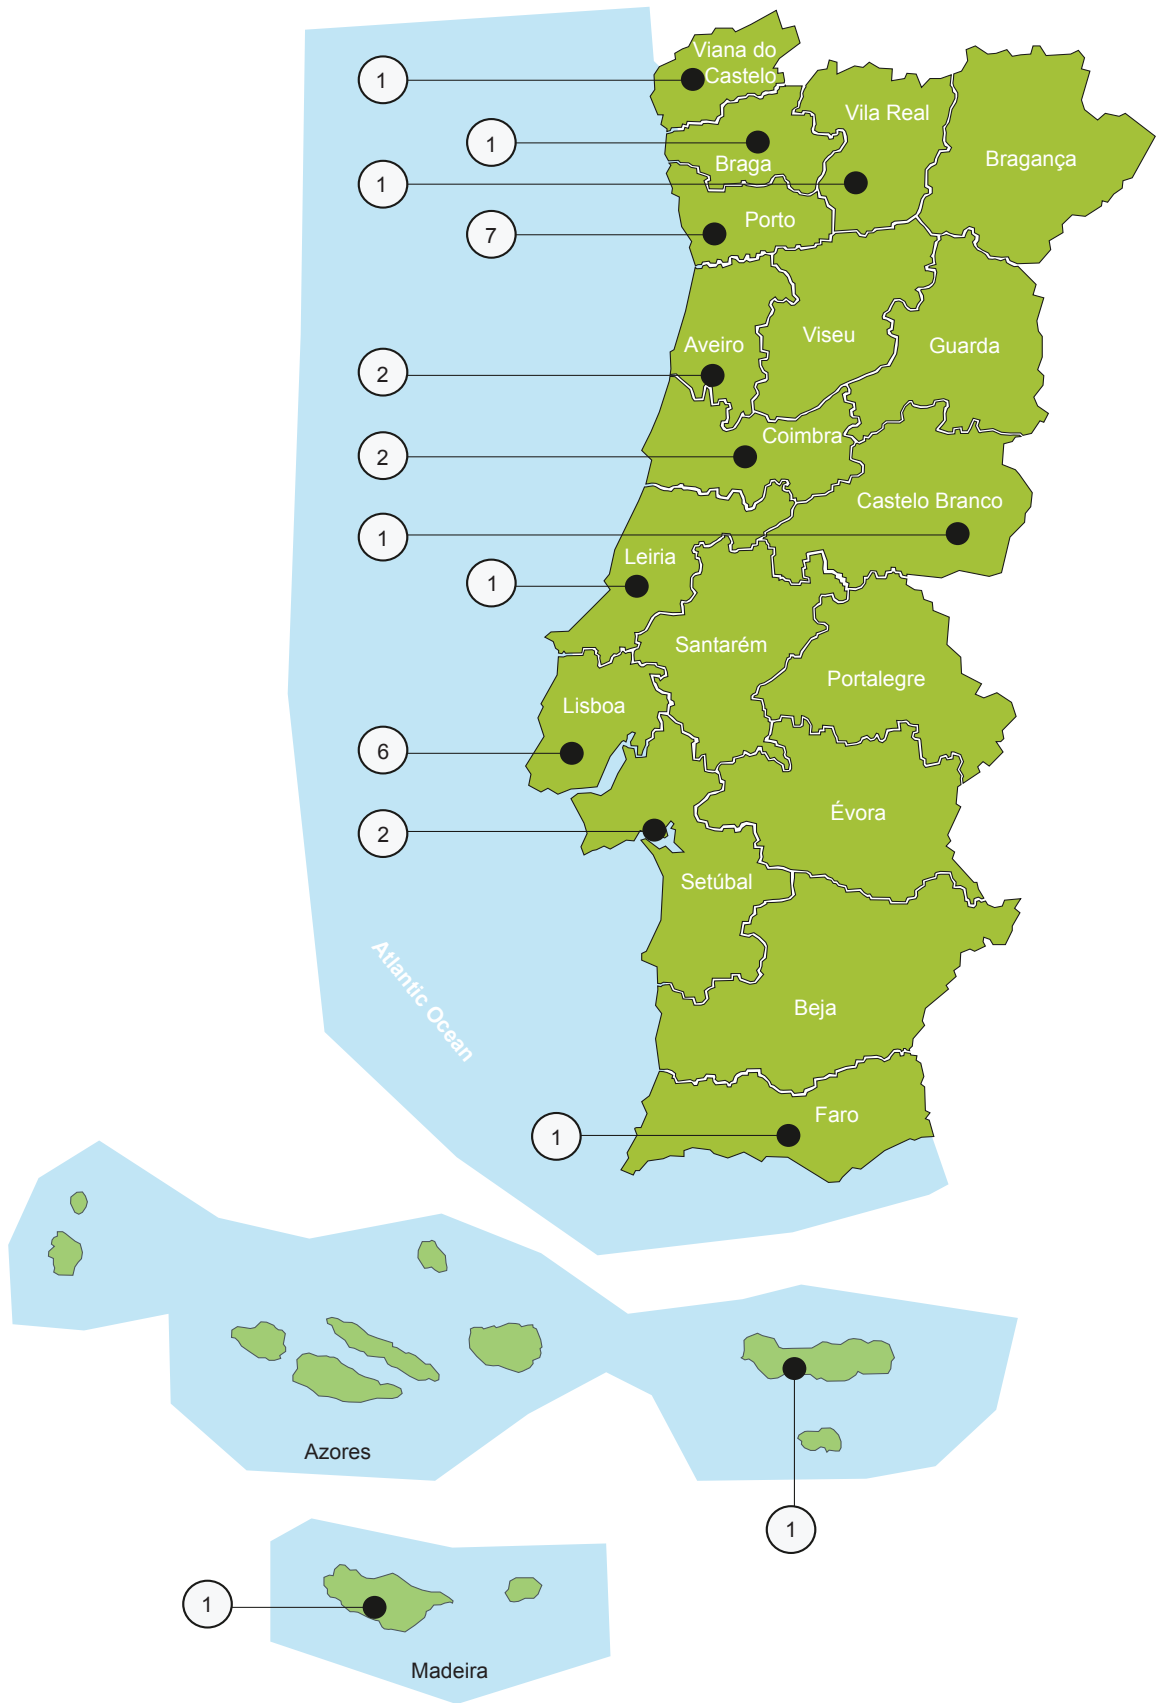 Viana do
Castelo
1
Vila Real
1
Bragança
Braga
1
Porto
7
Viseu
Aveiro
Guarda
2
Coimbra
2
Castelo Branco
1
Leiria
1
Santarém
Portalegre
Lisboa
6
Évora
2
Setúbal
Atlantic Ocean
Beja
Faro
1
Azores
1
1
Madeira